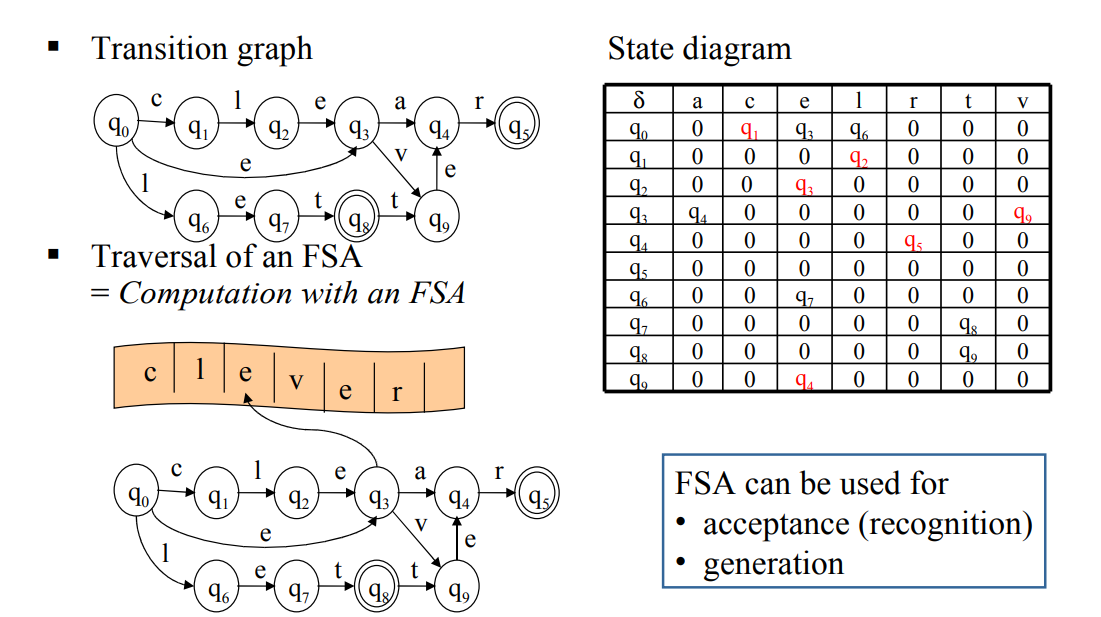 ▪ Transition graph
c l e a r
q₀ q₁ q₂ q₃ q₄ q₅
e v e
l e t t
q₆ q₇ q₈ q₉
▪ Traversal of an FSA
= Computation with an FSA
c l e v e r
c l e a r
q₀ q₁ q₂ q₃ q₄ q₅
e v e
l e t t
q₆ q₇ q₈ q₉
State diagram
δ a c e l r t v
q₀ 0 q₁ q₃ q₆ 0 0 0
q₁ 0 0 0 q₂ 0 0 0
q₂ 0 0 q₃ 0 0 0 0
q₃ q₄ 0 0 0 0 0 q₉
q₄ 0 0 0 0 q₅ 0 0
q₅ 0 0 0 0 0 0 0
q₆ 0 0 q₇ 0 0 0 0
q₇ 0 0 0 0 0 q₈ 0
q₈ 0 0 0 0 0 q₉ 0
q₉ 0 0 q₄ 0 0 0 0
FSA can be used for
• acceptance (recognition)
• generation